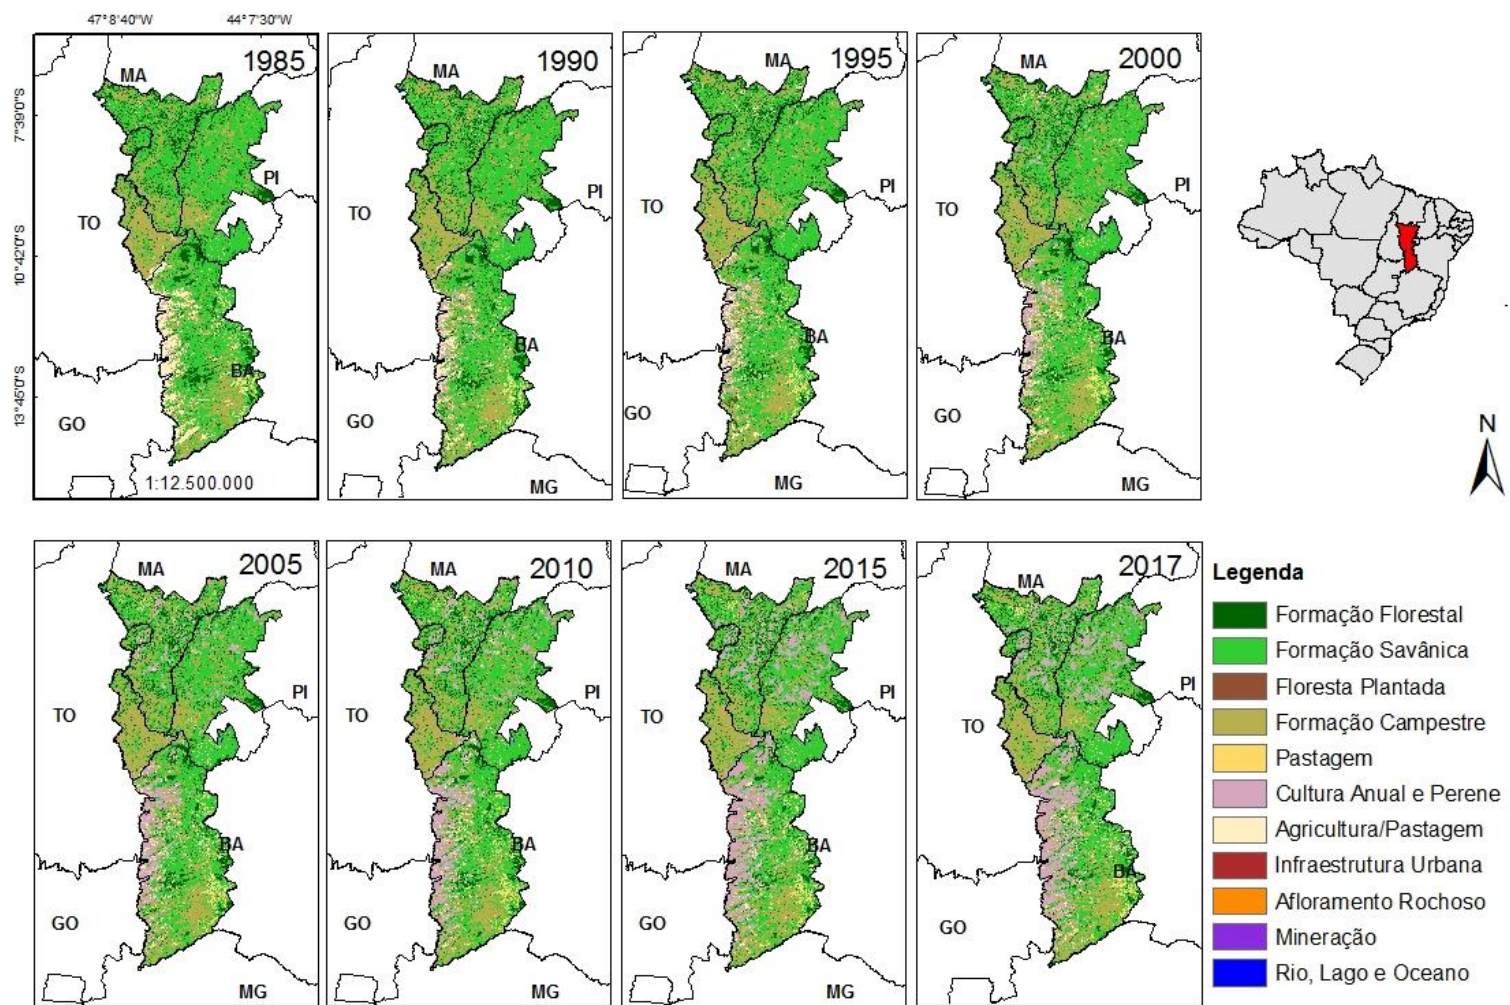 47°8'40"W 44°7'30"W
7°39'0"S
10°42'0"S
13°45'0"S
1985
MA
PI
TO
BA
GO
1:12.500.000
1990
MA
PI
TO
BA
GO
MG
1995
MA
PI
TO
BA
GO
MG
2000
MA
PI
TO
BA
GO
MG
N
2005
MA
PI
TO
BA
GO
MG
2010
MA
PI
TO
BA
GO
MG
2015
MA
PI
TO
BA
GO
MG
2017
MA
PI
TO
BA
GO
MG
Legenda
Formação Florestal
Formação Savânica
Floresta Plantada
Formação Campestre
Pastagem
Cultura Anual e Perene
Agricultura/Pastagem
Infraestrutura Urbana
Afloramento Rochoso
Mineração
Rio, Lago e Oceano